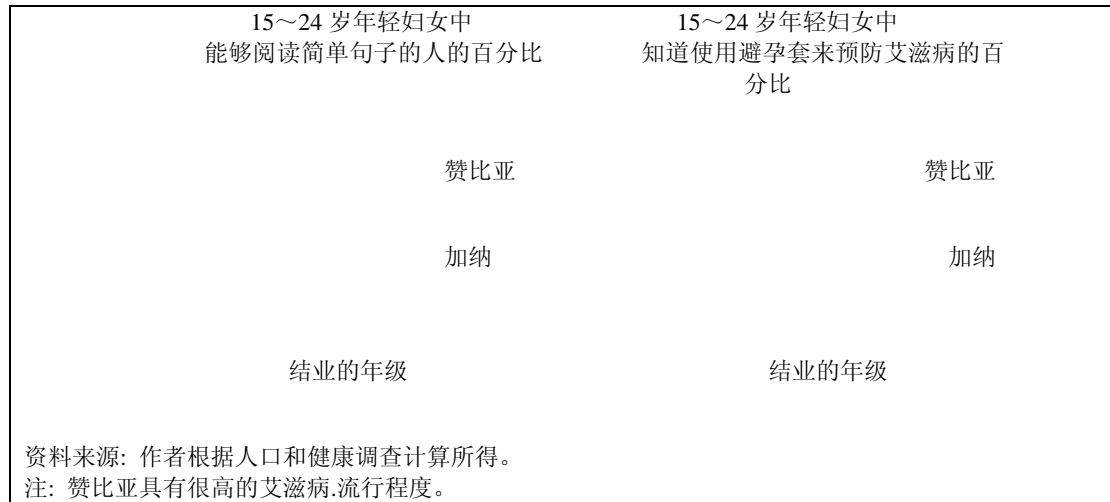 15～24 岁年轻妇女中
能够阅读简单句子的人的百分比
15～24 岁年轻妇女中
知道使用避孕套来预防艾滋病的百
分比
赞比亚
赞比亚
加纳
加纳
结业的年级
结业的年级
资料来源: 作者根据人口和健康调查计算所得。
注: 赞比亚具有很高的艾滋病.流行程度。